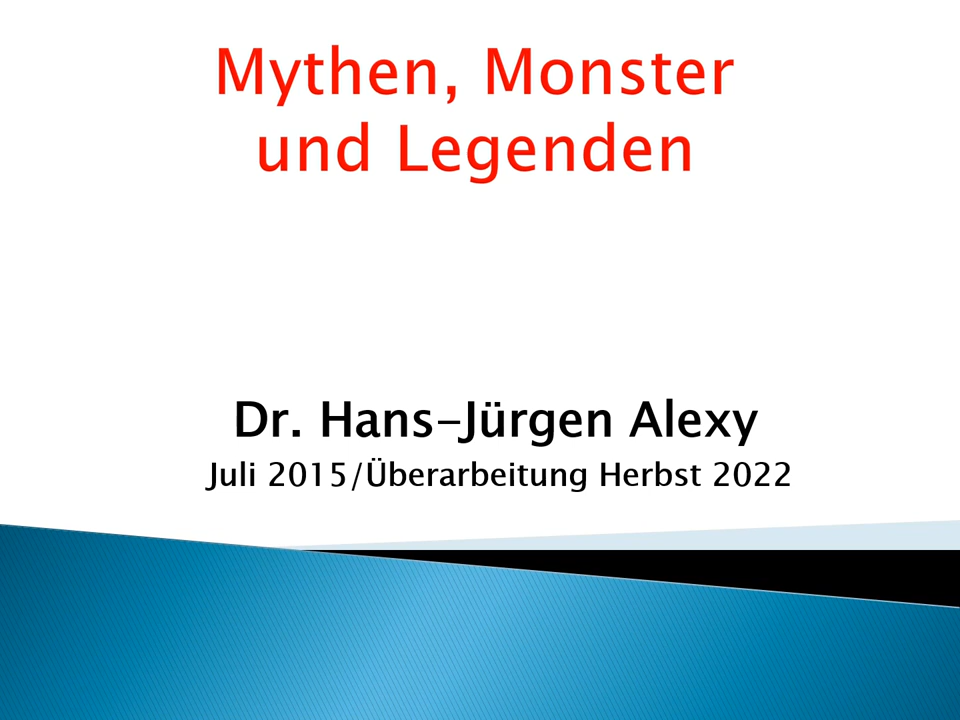 Mythen, Monster
und Legenden
Dr. Hans-Jürgen Alexy
Juli 2015/Überarbeitung Herbst 2022